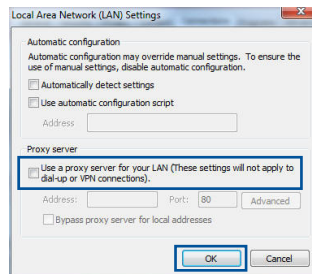 Local Area Network (LAN) Settings
Automatic configuration
Automatic configuration may override manual settings. To ensure the
use of manual settings, disable automatic configuration.
Automatically detect settings
Use automatic configuration script
Address
Proxy server
Use a proxy server for your LAN (These settings will not apply to
dial-up or VPN connections).
Address: Port: 80 Advanced
Bypass proxy server for local addresses
OK Cancel